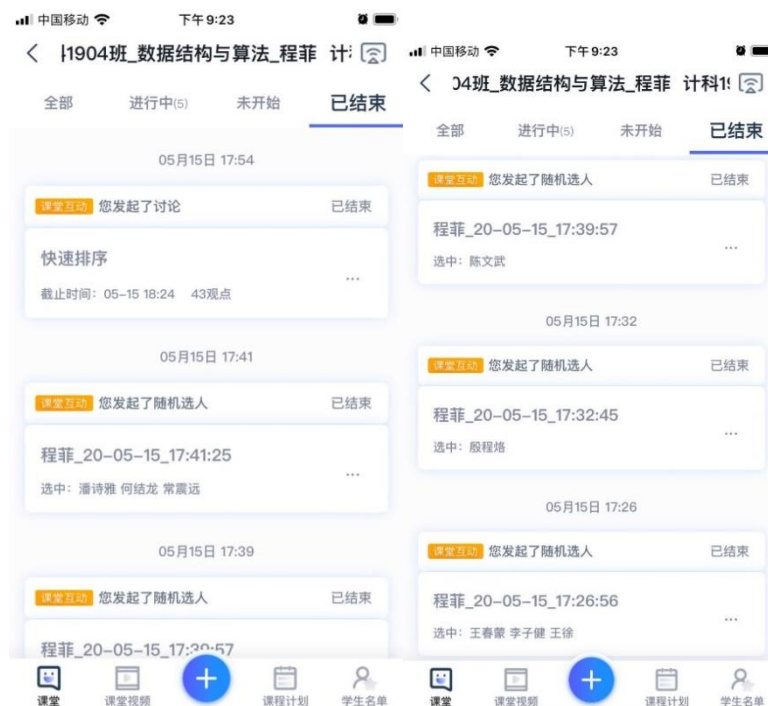 中国移动 下午9:23
1904班_数据结构与算法_程菲 计
全部 进行中(5) 未开始 已结束
05月15日 17:54
课堂互动 您发起了讨论 已结束
快速排序
截止时间：05-15 18:24 43观点
05月15日 17:41
课堂互动 您发起了随机选人 已结束
程菲_20-05-15_17:41:25
选中：潘诗雅 何结龙 常震远
05月15日 17:39
课堂互动 您发起了随机选人 已结束
程菲_20-05-15_17:39:57
课堂 课堂视频 课程计划 学生名单
中国移动 下午9:23
04班_数据结构与算法_程菲 计科1
全部 进行中(5) 未开始 已结束
课堂互动 您发起了随机选人 已结束
程菲_20-05-15_17:39:57
选中：陈文武
05月15日 17:32
课堂互动 您发起了随机选人 已结束
程菲_20-05-15_17:32:45
选中：殷程烙
05月15日 17:26
课堂互动 您发起了随机选人 已结束
程菲_20-05-15_17:26:56
选中：王春蒙 李子健 王徐
课堂 课堂视频 课程计划 学生名单